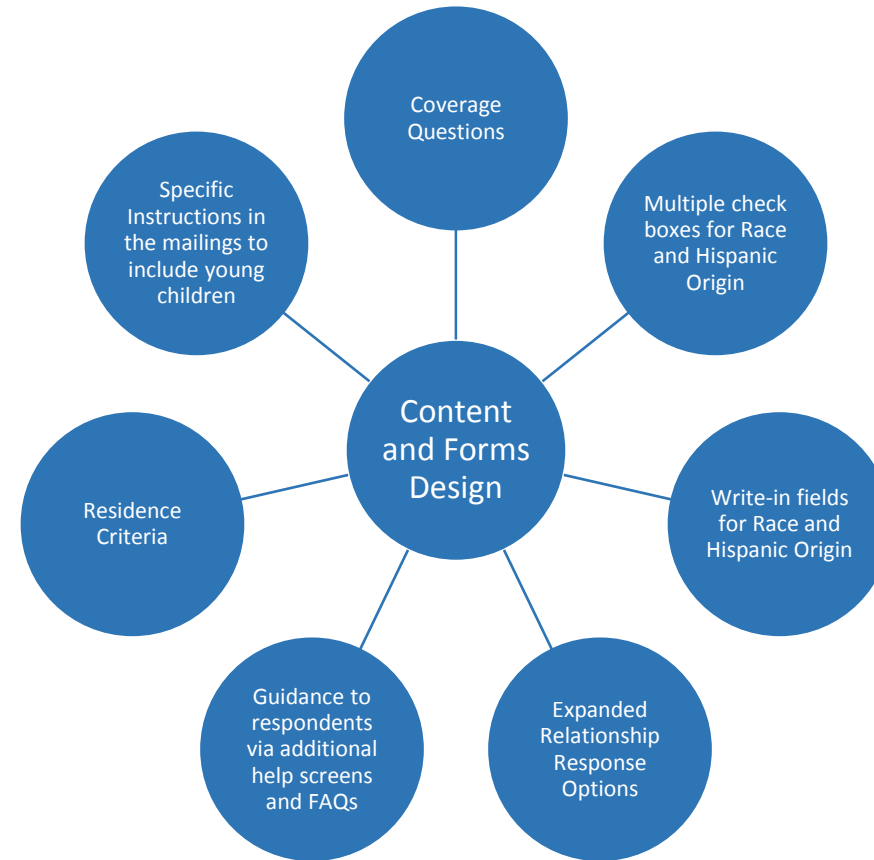 Coverage
Questions
Multiple check
boxes for Race
and Hispanic
Origin
Write-in fields
for Race and
Hispanic Origin
Expanded
Relationship
Response
Options
Guidance to
respondents
via additional
help screens
and FAQs
Residence
Criteria
Specific
Instructions in
the mailings to
include young
children
Content
and Forms
Design